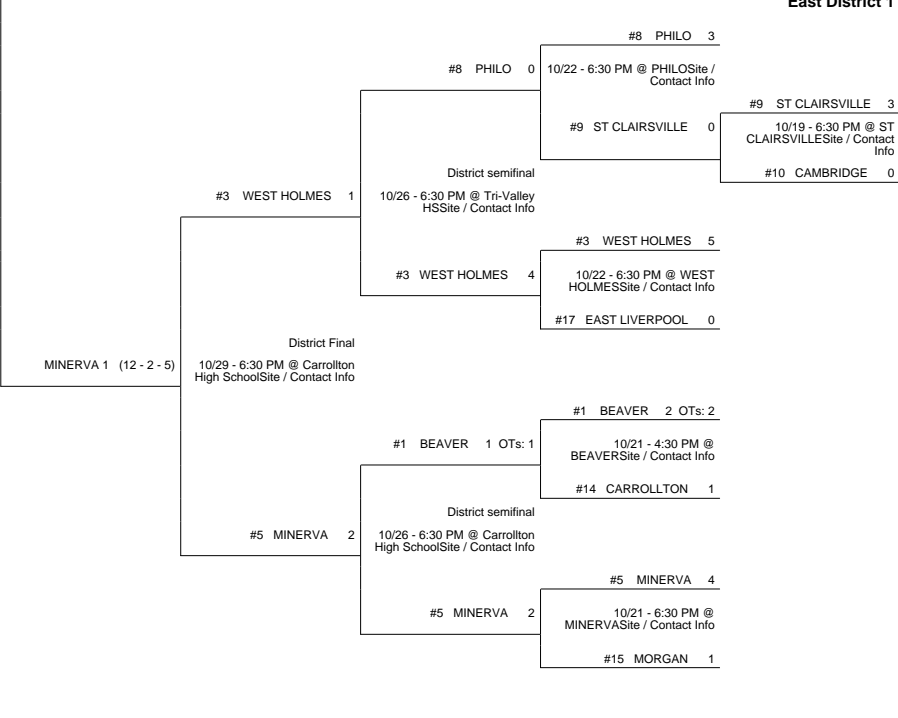 East District 1
#8 PHILO 3
#8 PHILO 0
10/22 - 6:30 PM @ PHILOSite /
Contact Info
#9 ST CLAIRSVILLE 3
#9 ST CLAIRSVILLE 0
10/19 - 6:30 PM @ ST
CLAIRSVILLESite / Contact
Info
#10 CAMBRIDGE 0
District semifinal
#3 WEST HOLMES 1
10/26 - 6:30 PM @ Tri-Valley
HSSite / Contact Info
#3 WEST HOLMES 5
#3 WEST HOLMES 4
10/22 - 6:30 PM @ WEST
HOLMESSite / Contact Info
#17 EAST LIVERPOOL 0
District Final
MINERVA 1 (12 - 2 - 5)
10/29 - 6:30 PM @ Carrollton
High SchoolSite / Contact Info
#1 BEAVER 2 OTs: 2
#1 BEAVER 1 OTs: 1
10/21 - 4:30 PM @
BEAVERSite / Contact Info
#14 CARROLLTON 1
District semifinal
#5 MINERVA 2
10/26 - 6:30 PM @ Carrollton
High SchoolSite / Contact Info
#5 MINERVA 4
#5 MINERVA 2
10/21 - 6:30 PM @
MINERVASite / Contact Info
#15 MORGAN 1